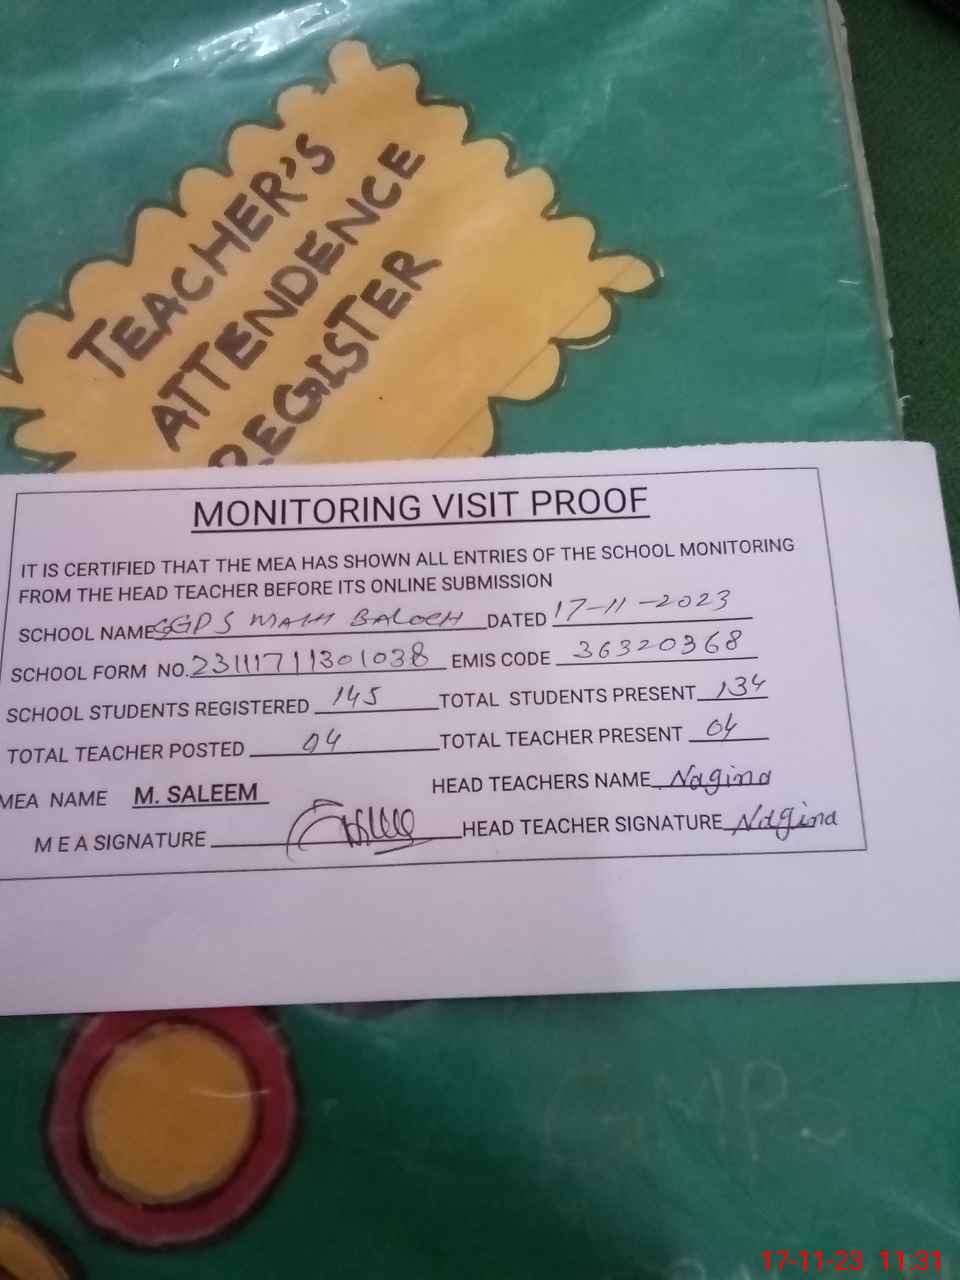 TEACHER'S
ATTENDENCE
REGISTER
MONITORING VISIT PROOF
IT IS CERTIFIED THAT THE MEA HAS SHOWN ALL ENTRIES OF THE SCHOOL MONITORING
FROM THE HEAD TEACHER BEFORE ITS ONLINE SUBMISSION
SCHOOL NAME GGPS BALOCH DATED 17-11-2023
SCHOOL FORM NO. 23111711301038 EMIS CODE 36320368
SCHOOL STUDENTS REGISTERED 145 TOTAL STUDENTS PRESENT 134
TOTAL TEACHER POSTED 04 TOTAL TEACHER PRESENT 04
MEA NAME M. SALEEM HEAD TEACHERS NAME Nagina
M E A SIGNATURE HEAD TEACHER SIGNATURE Nagina
17-11-23 11:31